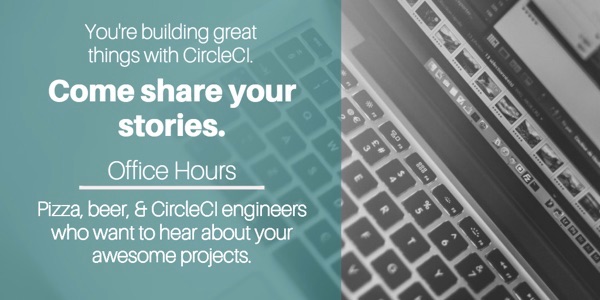 You're building great
things with CircleCI.
Come share your
stories.
Office Hours
Pizza, beer, & CircleCI engineers
who want to hear about your
awesome projects.